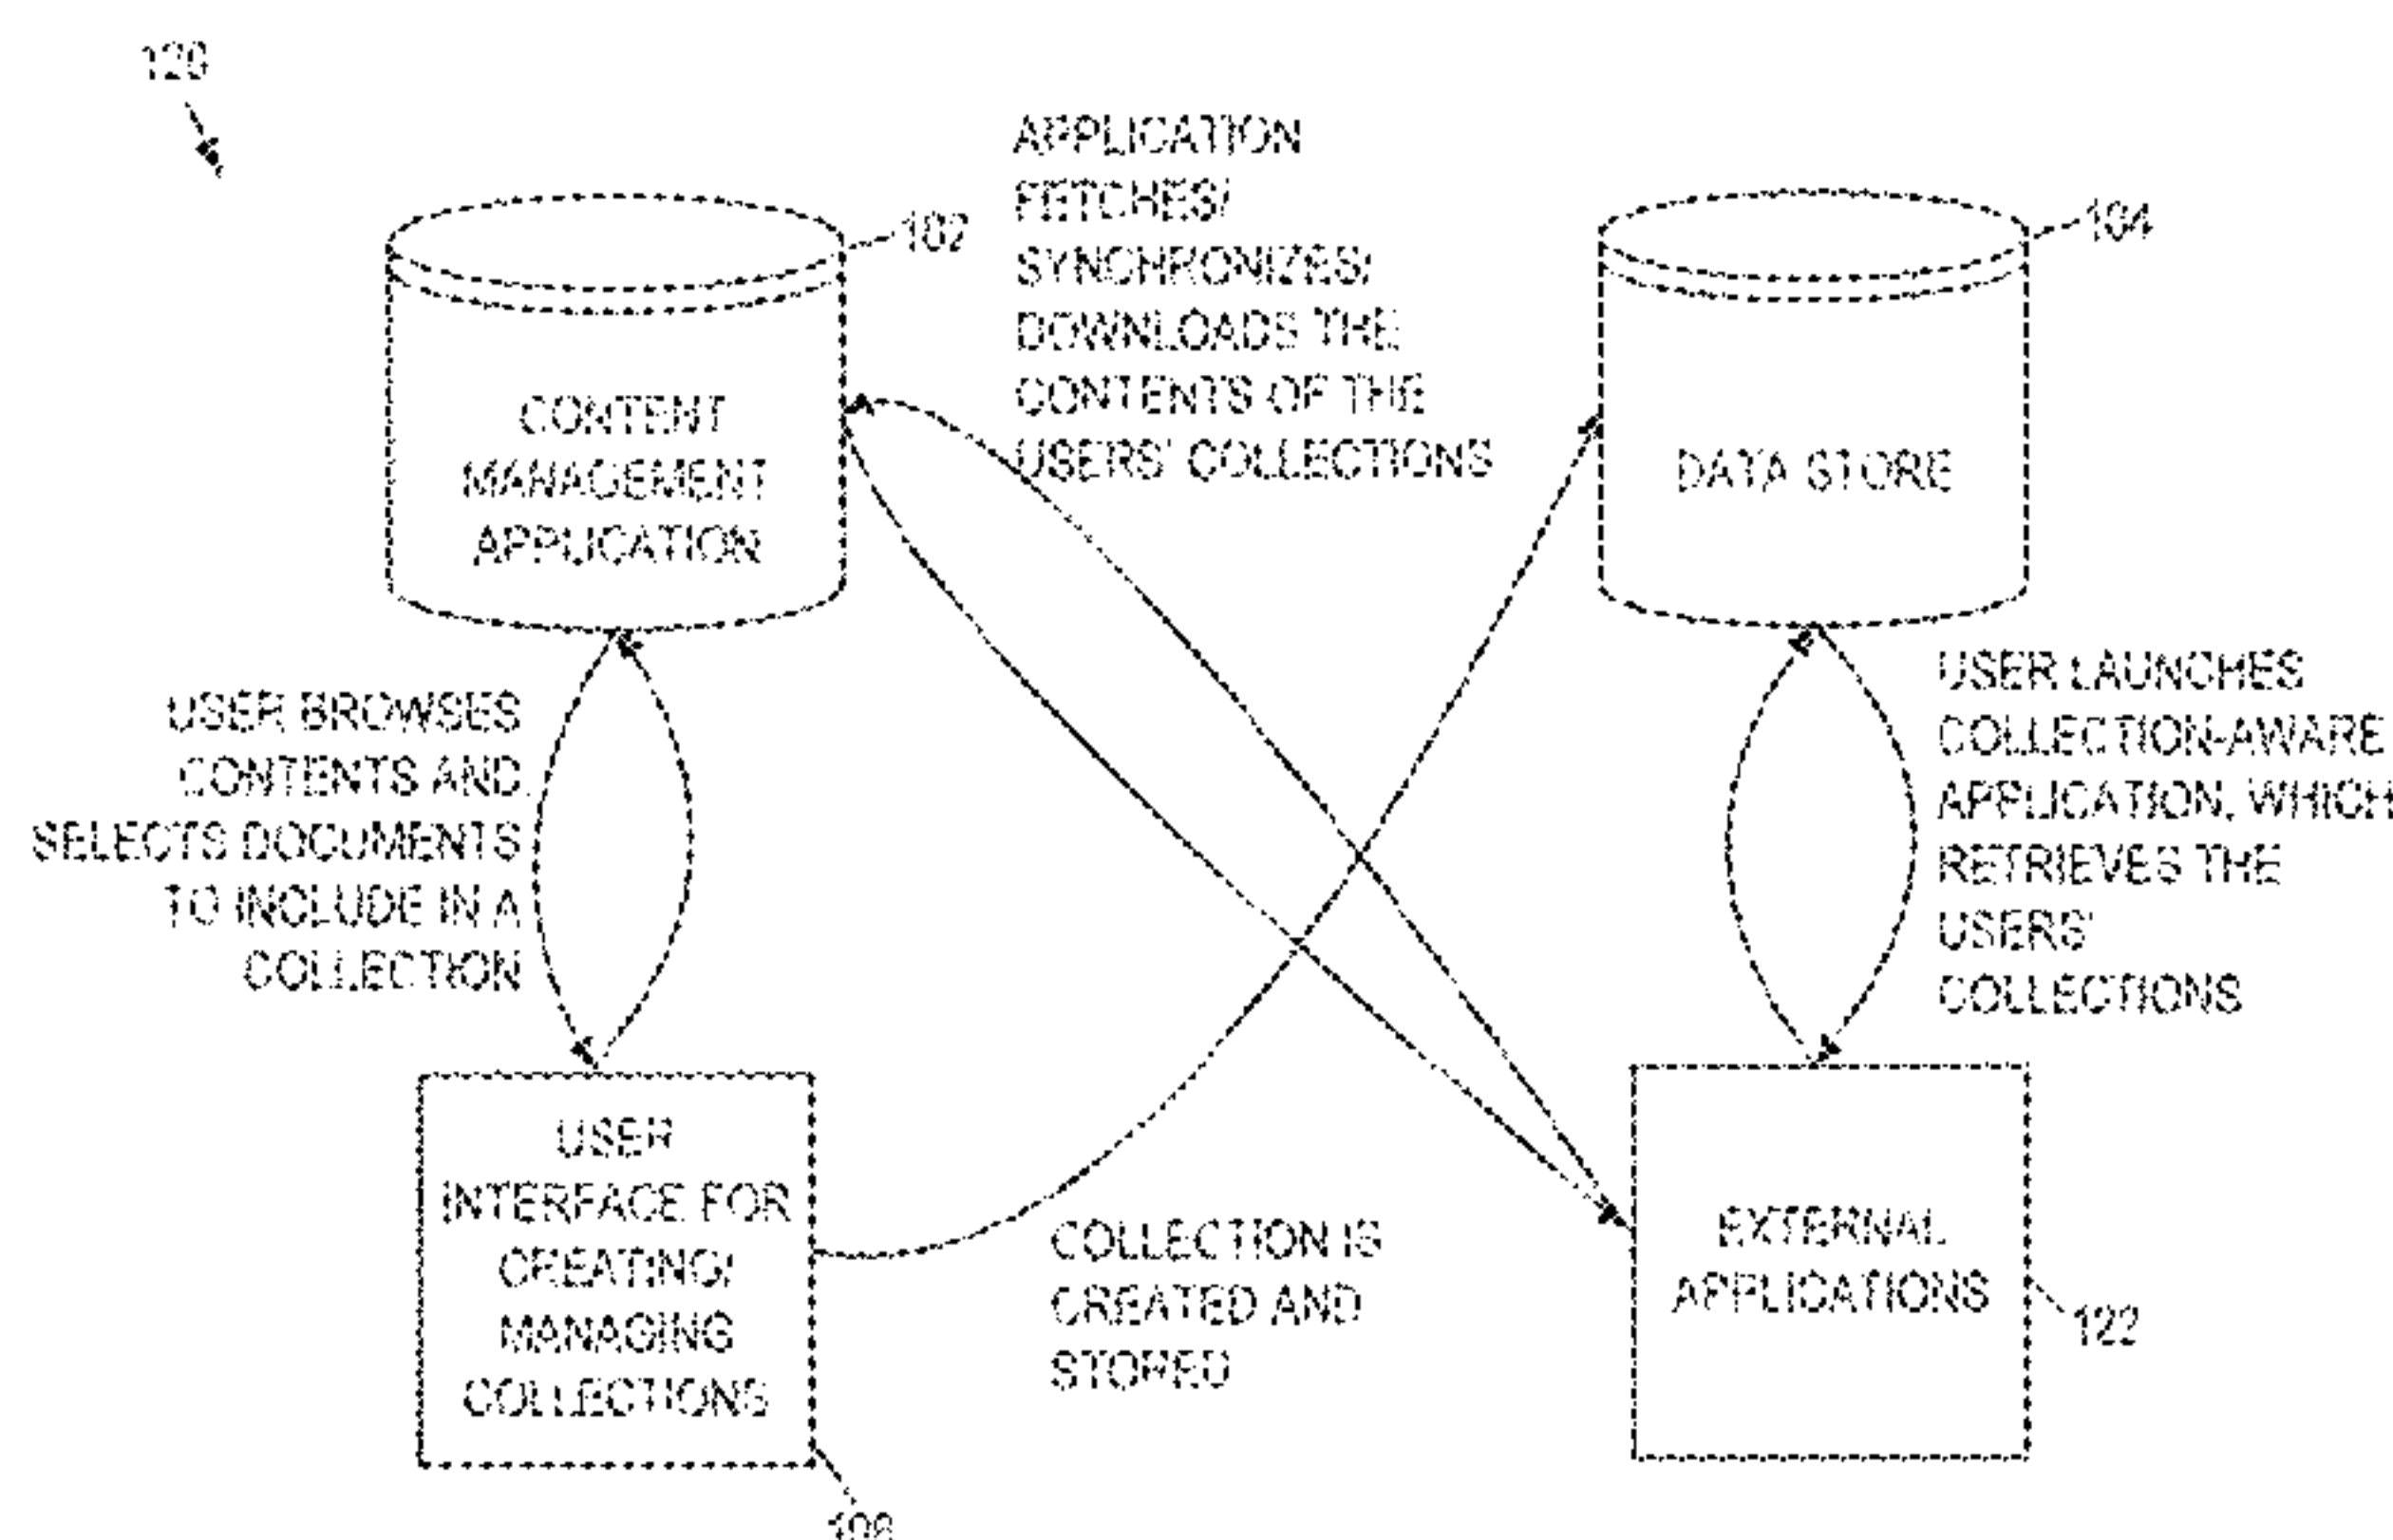 120
APPLICATION
FETCHES/
SYNCHRONIZES/
DOWNLOADS THE
CONTENTS OF THE
USERS' COLLECTIONS
102
104
CONTENT
MANAGEMENT
APPLICATION
DATA STORE
USER BROWSES
CONTENTS AND
SELECTS DOCUMENTS
TO INCLUDE IN A
COLLECTION
USER LAUNCHES
COLLECTION-AWARE
APPLICATION, WHICH
RETRIEVES THE
USERS'
COLLECTIONS
USER
INTERFACE FOR
CREATING/
MANAGING
COLLECTIONS
COLLECTION IS
CREATED AND
STORED
EXTERNAL
APPLICATIONS
122